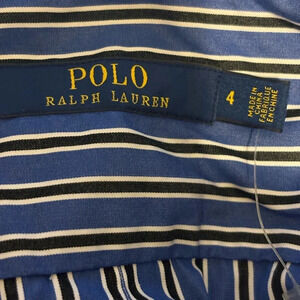 POLO
RALPH LAUREN
4
MADE IN
CHINA
FABRIQUÉ
EN CHINE